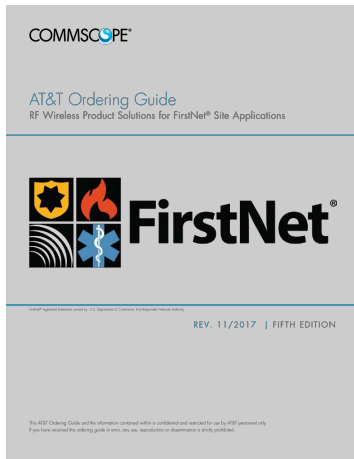 COMMSCOPE®
AT&T Ordering Guide
RF Wireless Product Solutions for FirstNet® Site Applications
FirstNet®
FirstNet® registered trademark owned by, U.S. Department of Commerce, First Responder Network Authority
REV. 11/2017 | FIFTH EDITION
This AT&T Ordering Guide and the information contained within is confidential and restricted for use by AT&T personnel only.
If you have received this ordering guide in error, any use, reproduction or dissemination is strictly prohibited.